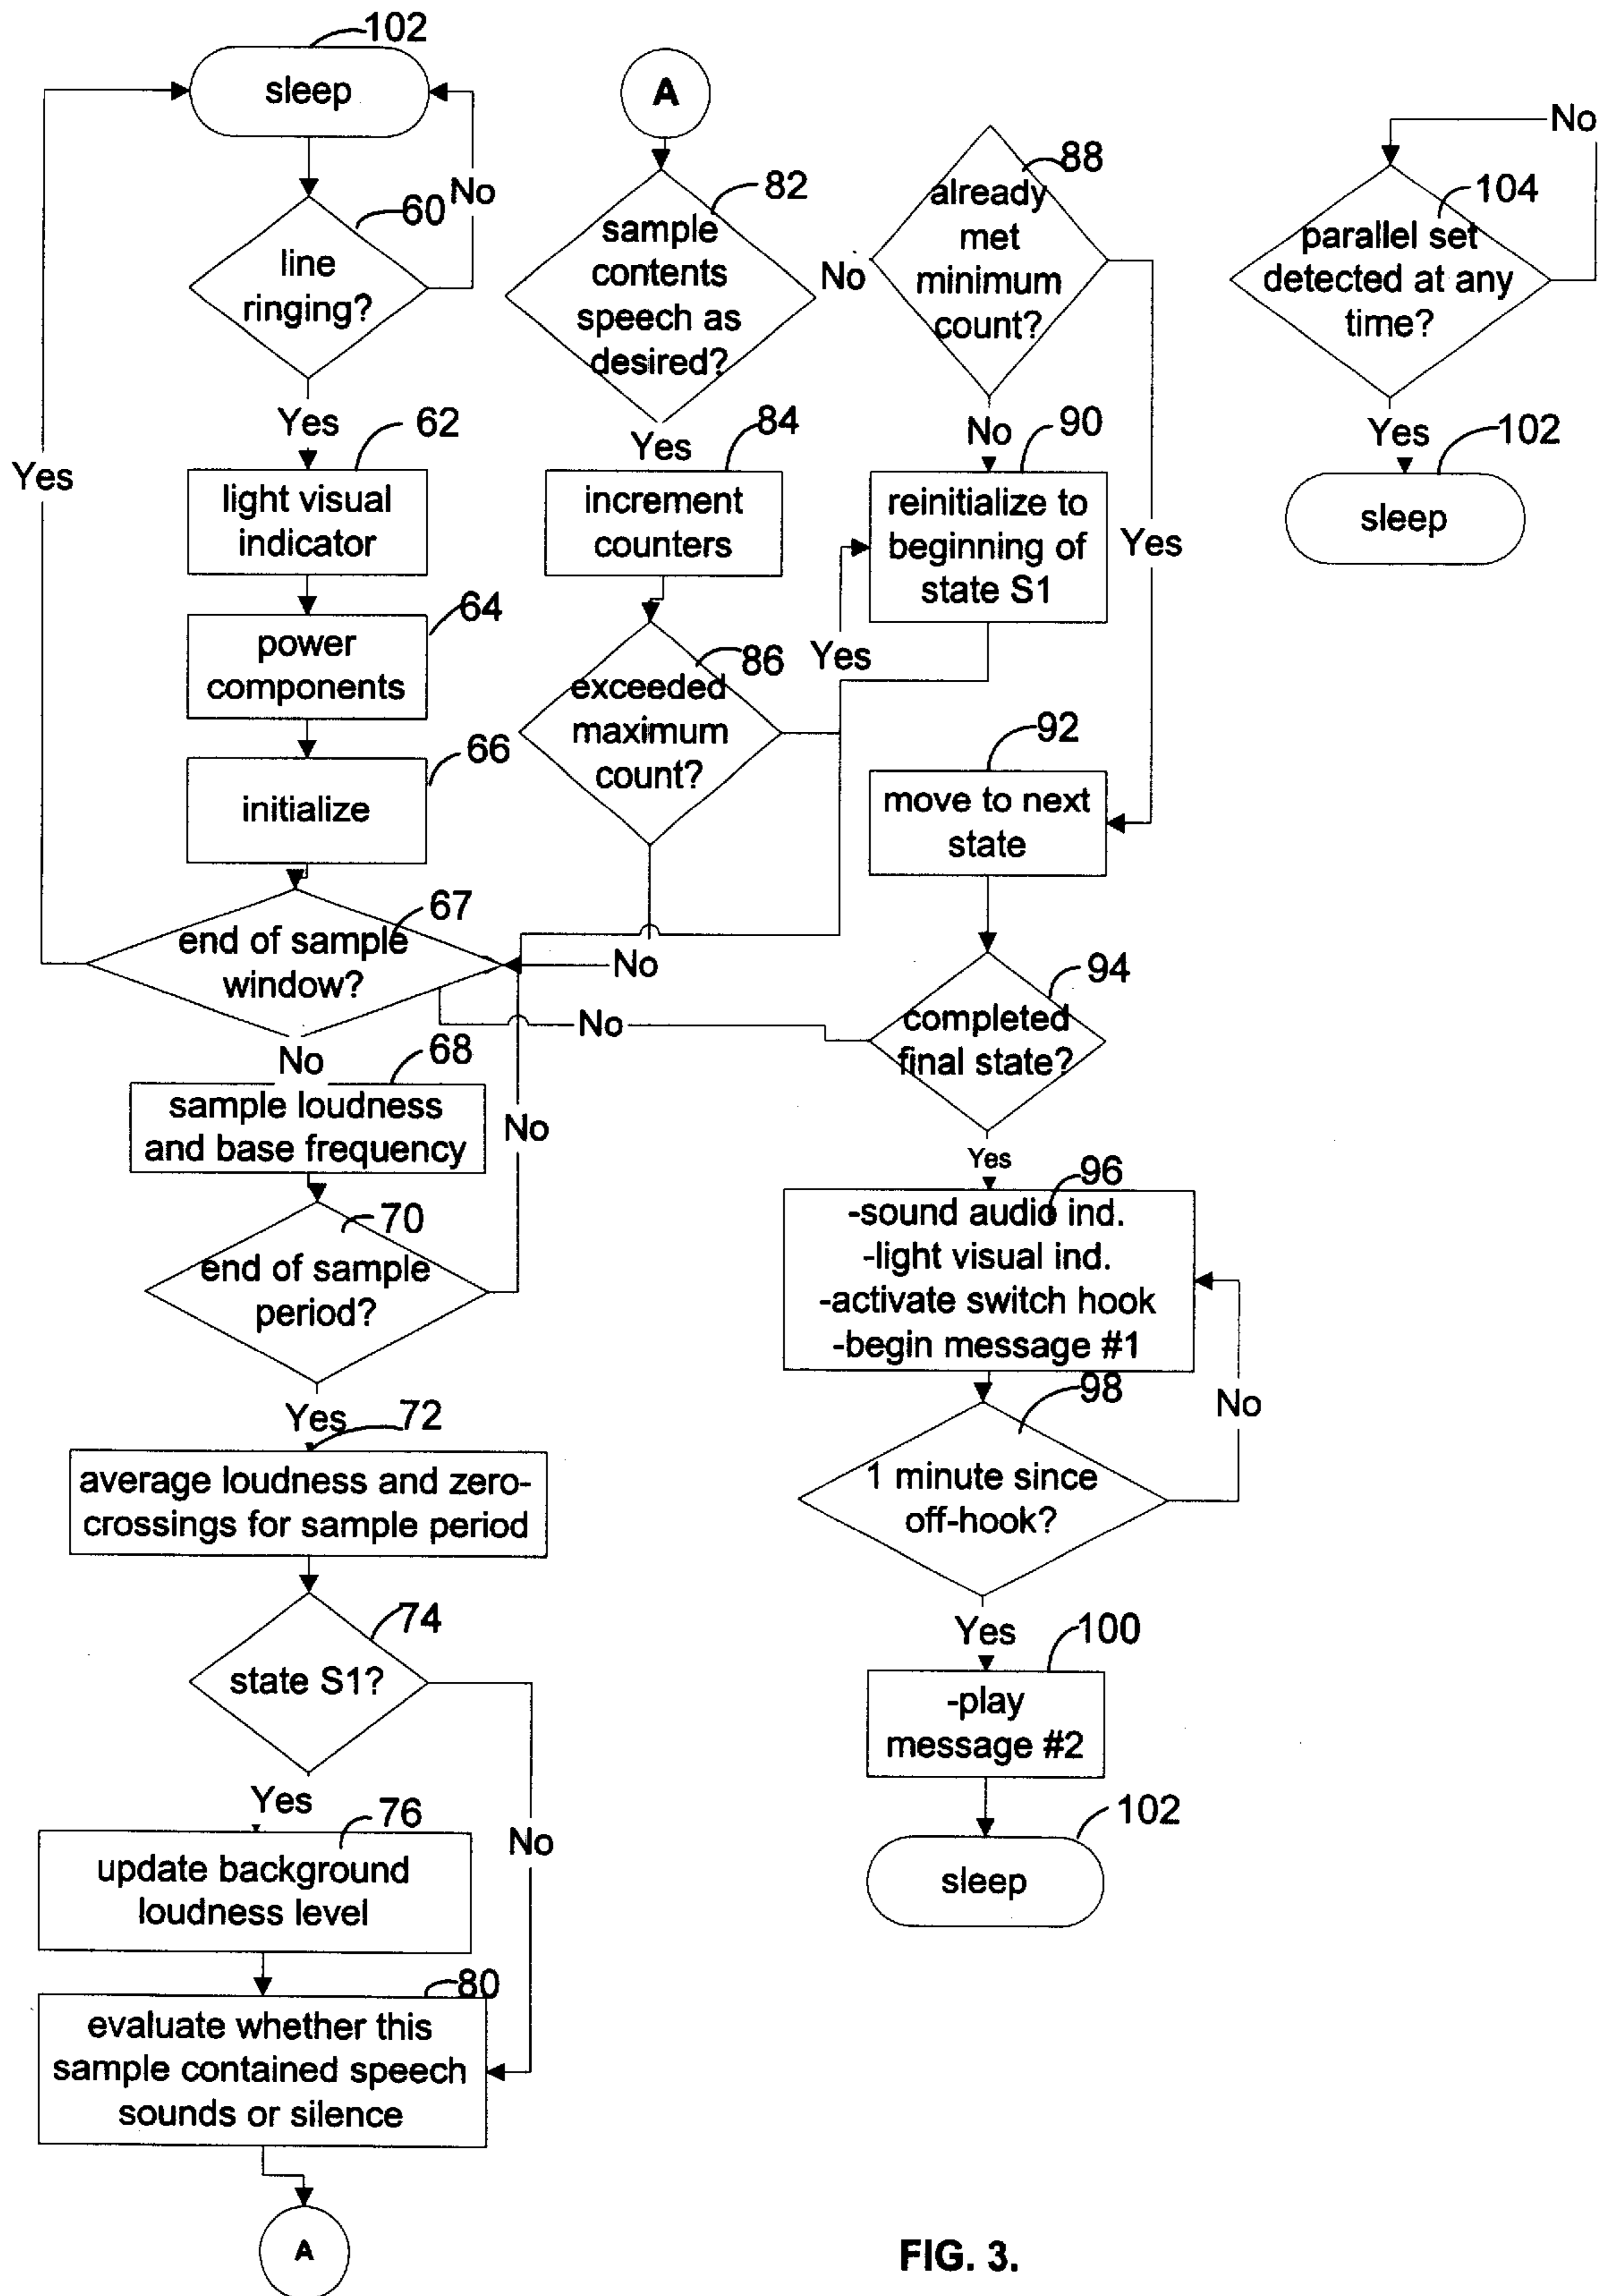 102
sleep
No
60
line
ringing?
Yes
62
light visual
indicator
Yes
64
power
components
66
initialize
67
end of sample
window?
No
68
sample loudness
and base frequency
No
70
end of sample
period?
Yes
72
average loudness and zero-
crossings for sample period
74
state S1?
Yes
No
76
update background
loudness level
80
evaluate whether this
sample contained speech
sounds or silence
A
A
82
sample
contents
speech as
desired?
No
Yes
84
increment
counters
86
exceeded
maximum
count?
Yes
No
88
already
met
minimum
count?
No
Yes
90
reinitialize to
beginning of
state S1
92
move to next
state
94
completed
final state?
No
Yes
96
-sound audio ind.
-light visual ind.
-activate switch hook
-begin message #1
No
98
1 minute since
off-hook?
Yes
100
-play
message #2
102
sleep
No
104
parallel set
detected at any
time?
Yes
102
sleep
FIG. 3.